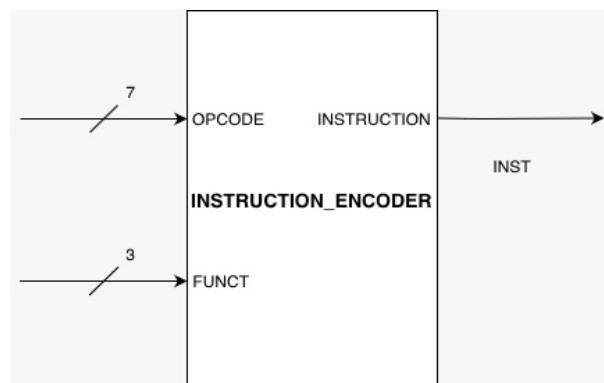 7
OPCODE INSTRUCTION
INST
INSTRUCTION_ENCODER
3
FUNCT